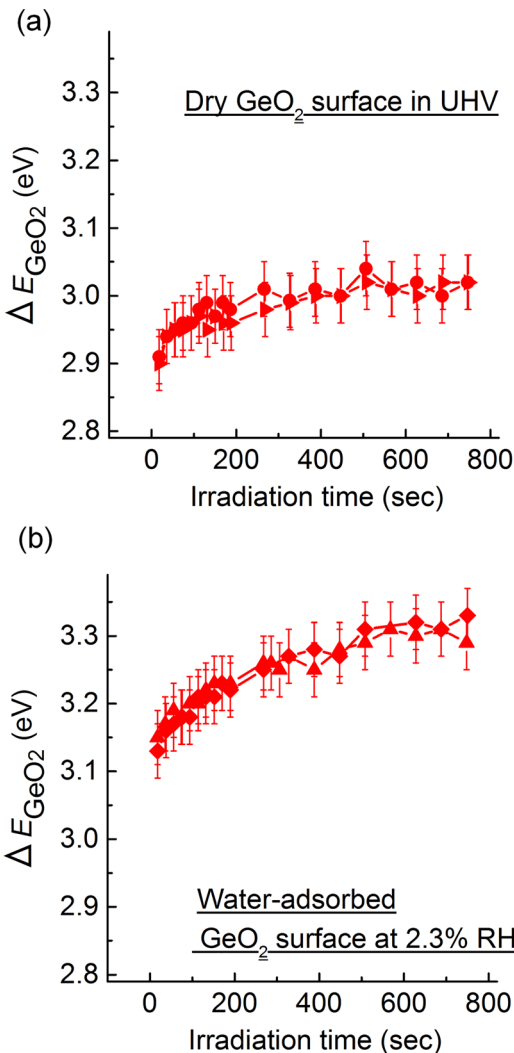 (a)
Dry GeO2 surface in UHV
3.3
3.2
3.1
3.0
2.9
2.8
Δ EGeO2 (eV)
0 200 400 600 800
Irradiation time (sec)
(b)
3.3
3.2
3.1
3.0
2.9
2.8
Δ EGeO2 (eV)
Water-adsorbed
GeO2 surface at 2.3% RH
0 200 400 600 800
Irradiation time (sec)